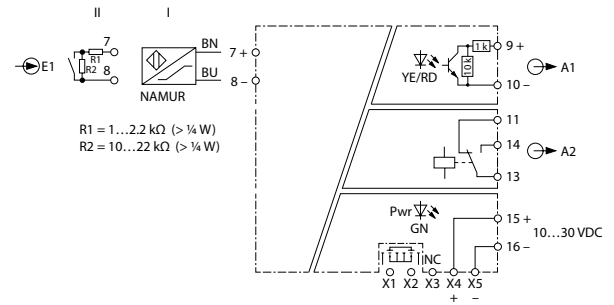 II
I
7
R1
R2
8
E1
BN
BU
NAMUR
7 +
8 –
R1 = 1…2.2 kΩ (> ¼ W)
R2 = 10…22 kΩ (> ¼ W)
1 k
10 k
YE/RD
9 +
10 –
A1
11
14
13
A2
Pwr
GN
15 +
16 –
10…30 VDC
NC
X1 X2 X3 X4 X5
+ –